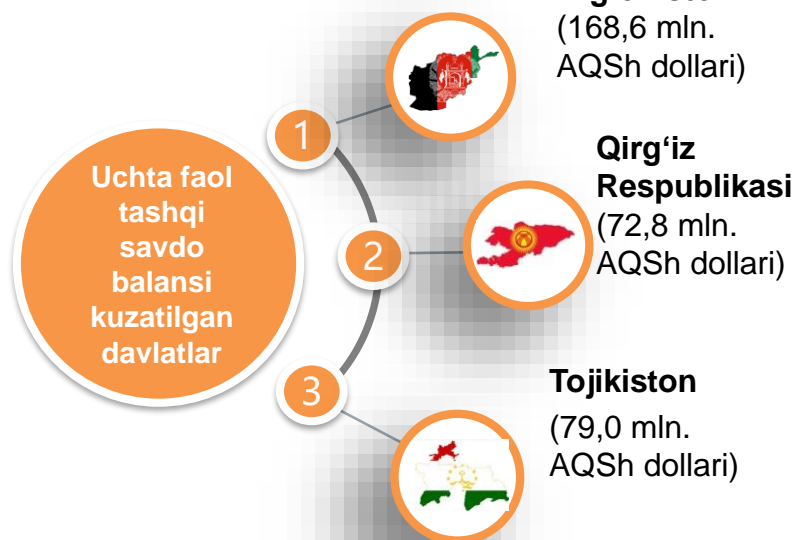 (168,6 mln.
AQSh dollari)
1
Uchta faol
tashqi
savdo
balansi
kuzatilgan
davlatlar
2
Qirg‘iz
Respublikasi
(72,8 mln.
AQSh dollari)
3
Tojikiston
(79,0 mln.
AQSh dollari)